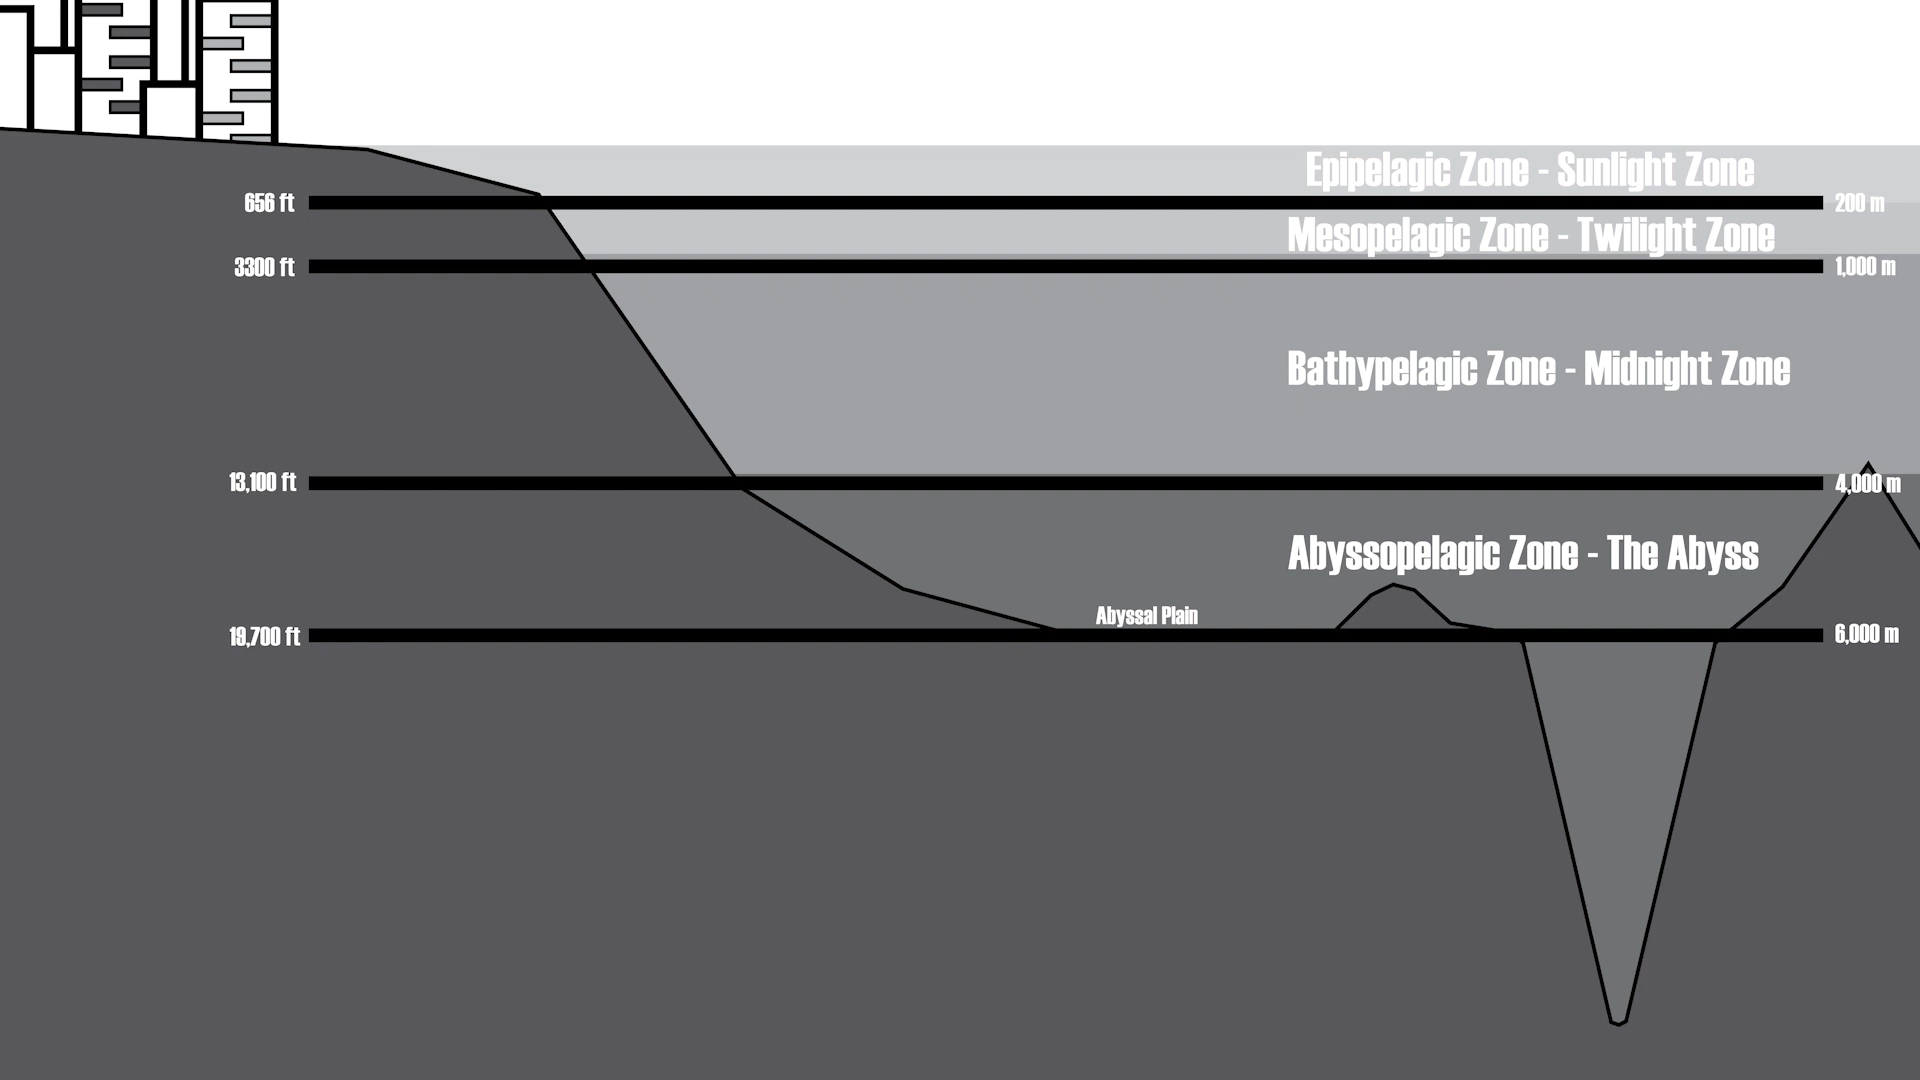 Epipelagic Zone - Sunlight Zone
656 ft
200 m
Mesopelagic Zone - Twilight Zone
3300 ft
1,000 m
Bathypelagic Zone - Midnight Zone
13,100 ft
4,000 m
Abyssopelagic Zone - The Abyss
Abyssal Plain
19,700 ft
6,000 m